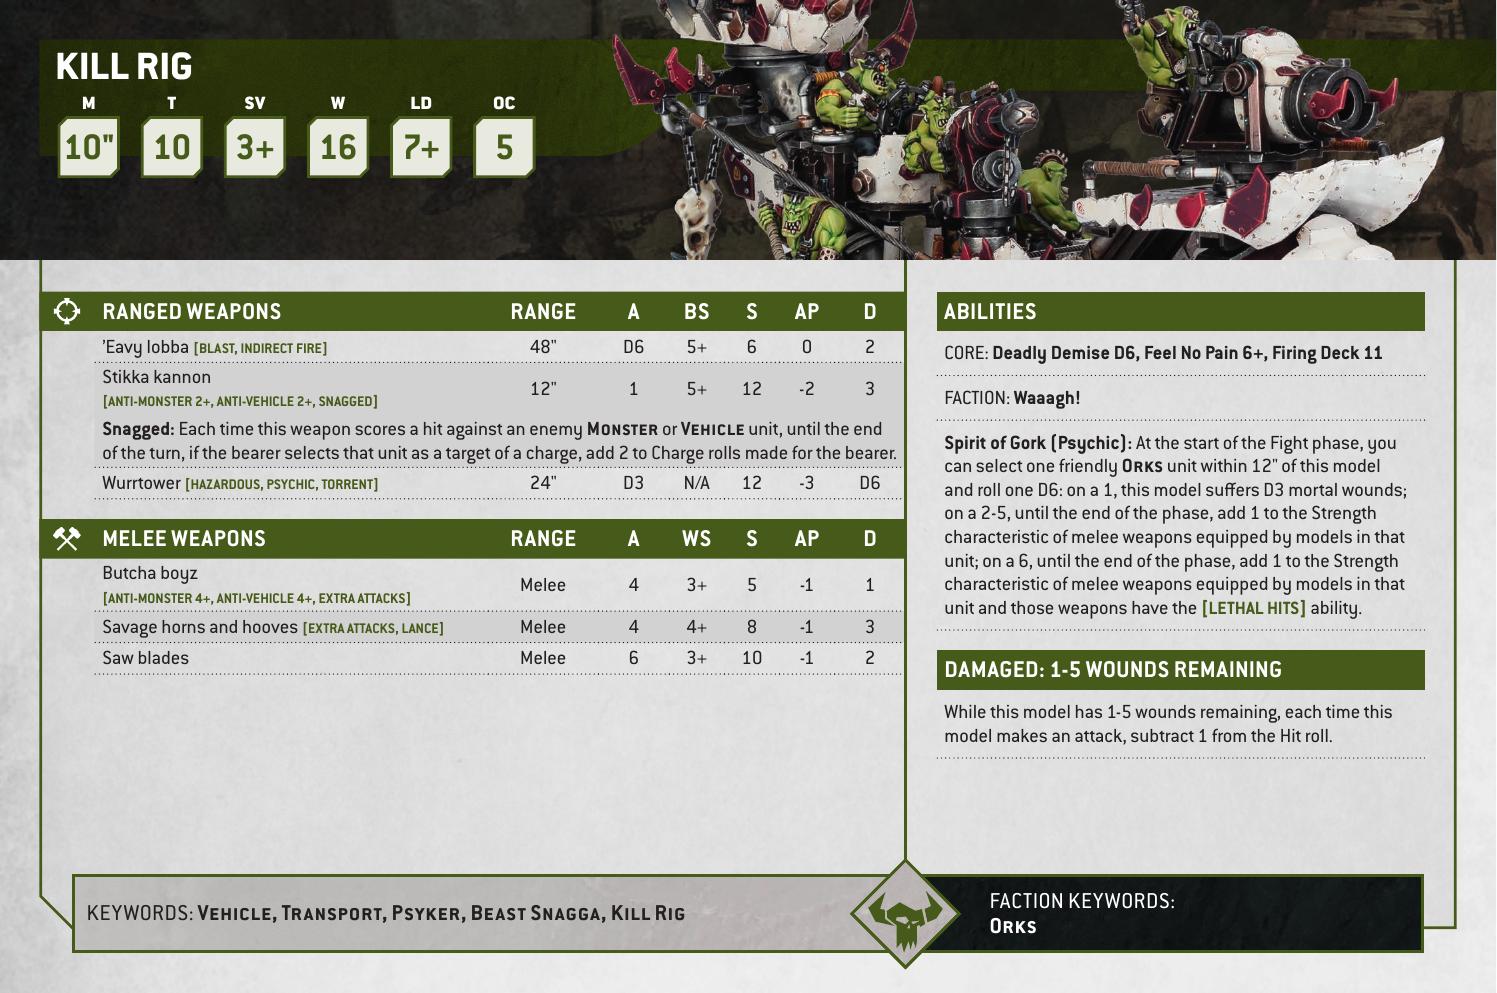 KILL RIG
M T SV W LD OC
10" 10 3+ 16 7+ 5
RANGED WEAPONS RANGE A BS S AP D
’Eavy lobba [BLAST, INDIRECT FIRE] 48" D6 5+ 6 0 2
Stikka kannon
[ANTI-MONSTER 2+, ANTI-VEHICLE 2+, SNAGGED] 12" 1 5+ 12 -2 3
Snagged: Each time this weapon scores a hit against an enemy MONSTER or VEHICLE unit, until the end
of the turn, if the bearer selects that unit as a target of a charge, add 2 to Charge rolls made for the bearer.
Wurrtower [HAZARDOUS, PSYCHIC, TORRENT] 24" D3 N/A 12 -3 D6
MELEE WEAPONS RANGE A WS S AP D
Butcha boyz
[ANTI-MONSTER 4+, ANTI-VEHICLE 4+, EXTRA ATTACKS] Melee 4 3+ 5 -1 1
Savage horns and hooves [EXTRA ATTACKS, LANCE] Melee 4 4+ 8 -1 3
Saw blades Melee 6 3+ 10 -1 2
ABILITIES
CORE: Deadly Demise D6, Feel No Pain 6+, Firing Deck 11
FACTION: Waaagh!
Spirit of Gork (Psychic): At the start of the Fight phase, you
can select one friendly ORKS unit within 12" of this model
and roll one D6: on a 1, this model suffers D3 mortal wounds;
on a 2-5, until the end of the phase, add 1 to the Strength
characteristic of melee weapons equipped by models in that
unit; on a 6, until the end of the phase, add 1 to the Strength
characteristic of melee weapons equipped by models in that
unit and those weapons have the [LETHAL HITS] ability.
DAMAGED: 1-5 WOUNDS REMAINING
While this model has 1-5 wounds remaining, each time this
model makes an attack, subtract 1 from the Hit roll.
KEYWORDS: VEHICLE, TRANSPORT, PSYKER, BEAST SNAGGA, KILL RIG
FACTION KEYWORDS:
ORKS